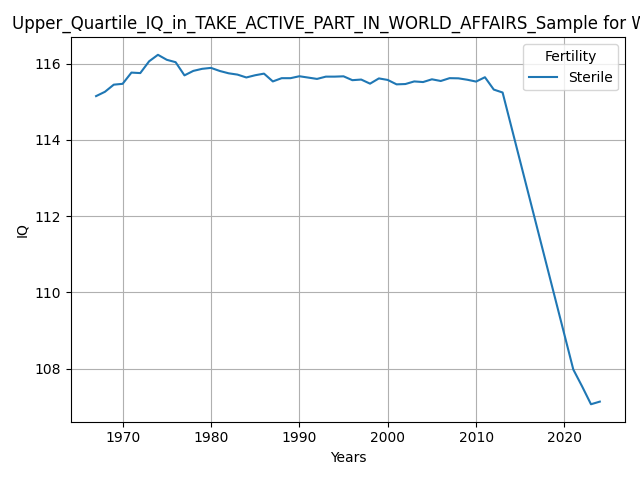 Upper_Quartile_IQ_in_TAKE_ACTIVE_PART_IN_WORLD_AFFAIRS_Sample for W
Fertility
Sterile
116
114
112
110
108
IQ
1970
1980
1990
2000
2010
2020
Years